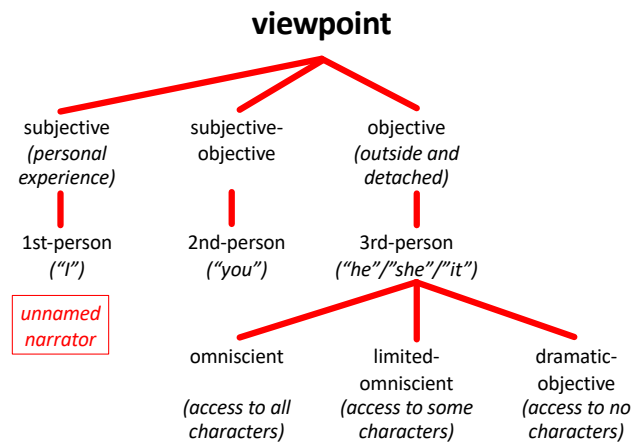 viewpoint
subjective
(personal
experience)
subjective-
objective
objective
(outside and
detached)
1st-person
(“I”)
2nd-person
(“you”)
3rd-person
(“he”/”she”/”it”)
unnamed
narrator
omniscient
(access to all
characters)
limited-
omniscient
(access to some
characters)
dramatic-
objective
(access to no
characters)